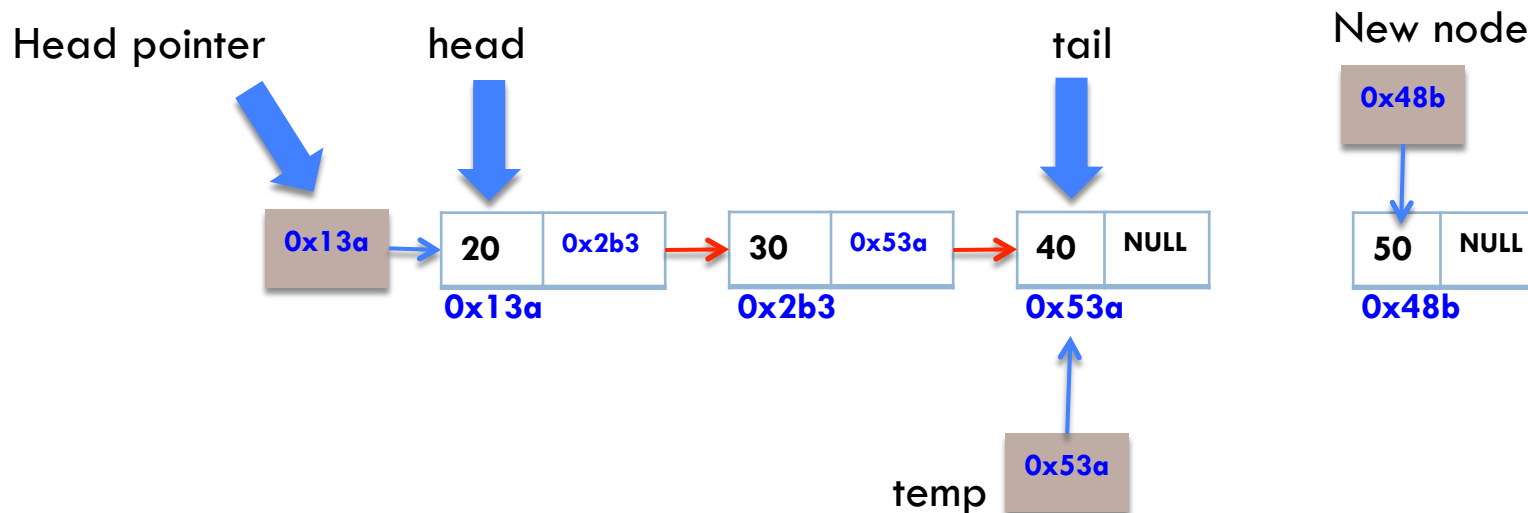 Head pointer
head
tail
New node
0x48b
0x13a
20
0x2b3
30
0x53a
40
NULL
50
NULL
0x13a
0x2b3
0x53a
0x48b
0x53a
temp